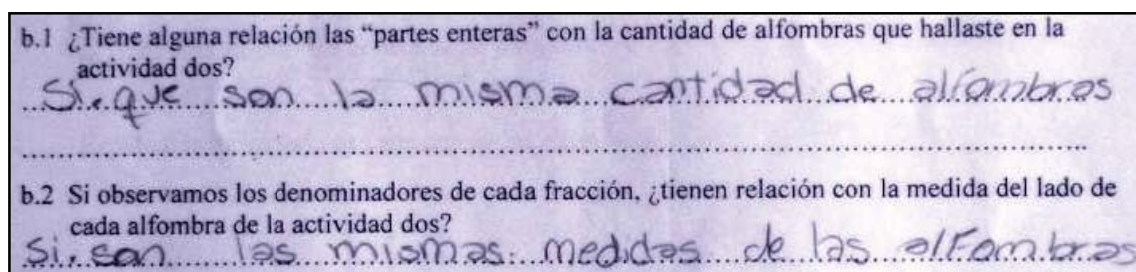 b.1 ¿Tiene alguna relación las “partes enteras” con la cantidad de alfombras que hallaste en la
actividad dos?
Si. que son la misma cantidad de alfombras
b.2 Si observamos los denominadores de cada fracción, ¿tienen relación con la medida del lado de
cada alfombra de la actividad dos?
Si. son las mismas medidas de las alfombras